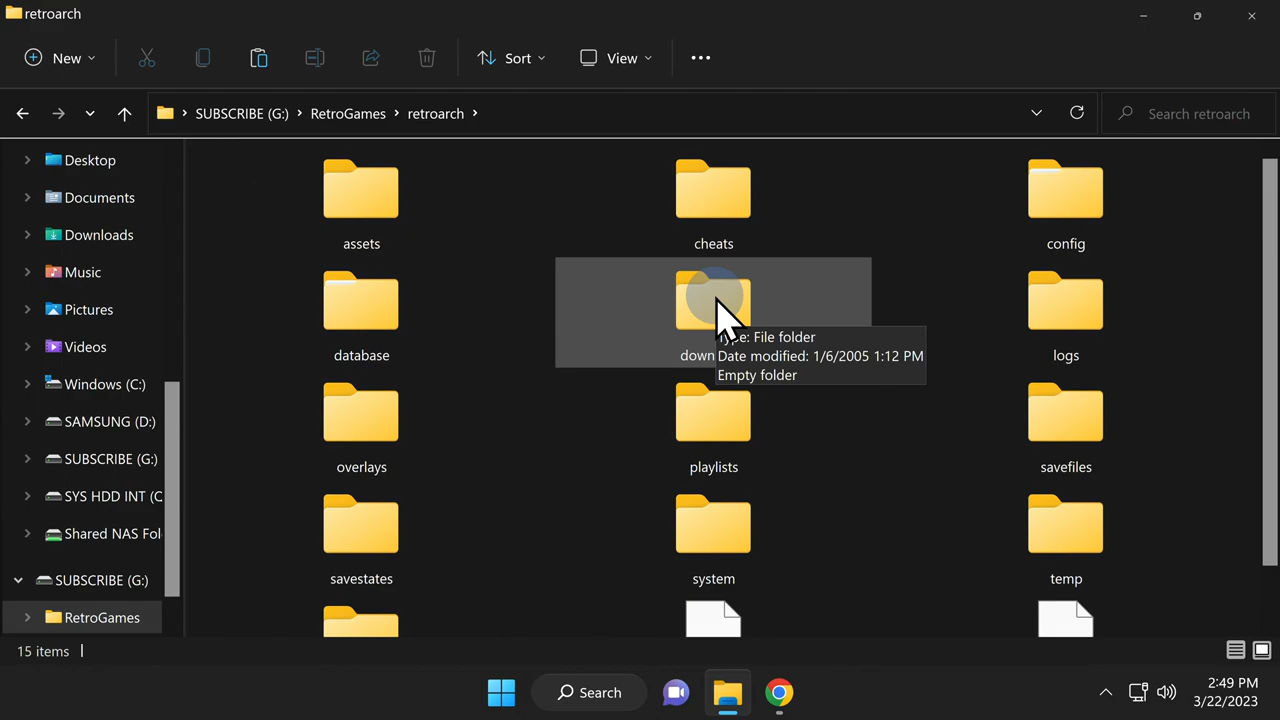 retroarch
New
Sort
View
SUBSCRIBE (G:)
RetroGames
retroarch
Search retroarch
Desktop
Documents
Downloads
Music
Pictures
Videos
Windows (C:)
SAMSUNG (D:)
SUBSCRIBE (G:)
SYS HDD INT (C
Shared NAS Fol
SUBSCRIBE (G:)
RetroGames
assets
cheats
config
database
down
logs
Type: File folder
Date modified: 1/6/2005 1:12 PM
Empty folder
overlays
playlists
savefiles
savestates
system
temp
15 items
Search
2:49 PM
3/22/2023